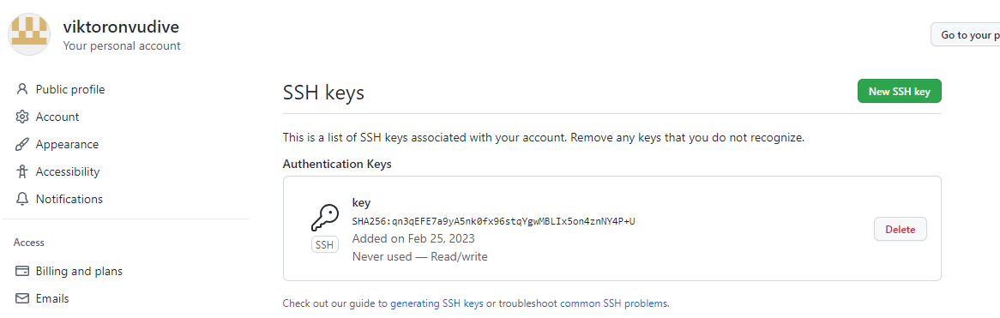 viktoronvudive
Your personal account
Go to your p
Public profile
Account
Appearance
Accessibility
Notifications
Access
Billing and plans
Emails
SSH keys
New SSH key
This is a list of SSH keys associated with your account. Remove any keys that you do not recognize.
Authentication Keys
key
SHA256:qn3qEFE7a9yA5nk0fx96stqYgwMBLIx5on4znNY4P+U
Added on Feb 25, 2023
SSH
Never used — Read/write
Delete
Check out our guide to generating SSH keys or troubleshoot common SSH problems.